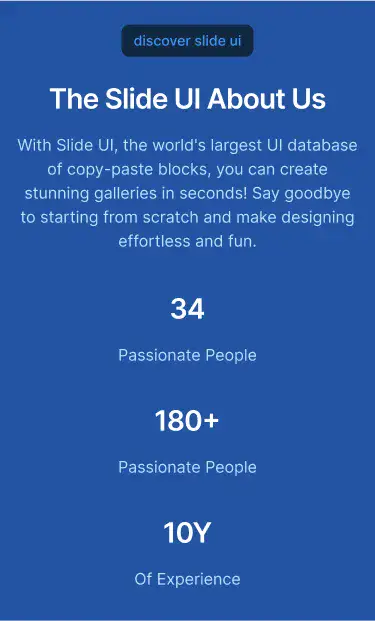 discover slide ui
The Slide UI About Us
With Slide UI, the world's largest UI database
of copy-paste blocks, you can create
stunning galleries in seconds! Say goodbye
to starting from scratch and make designing
effortless and fun.
34
Passionate People
180+
Passionate People
10Y
Of Experience